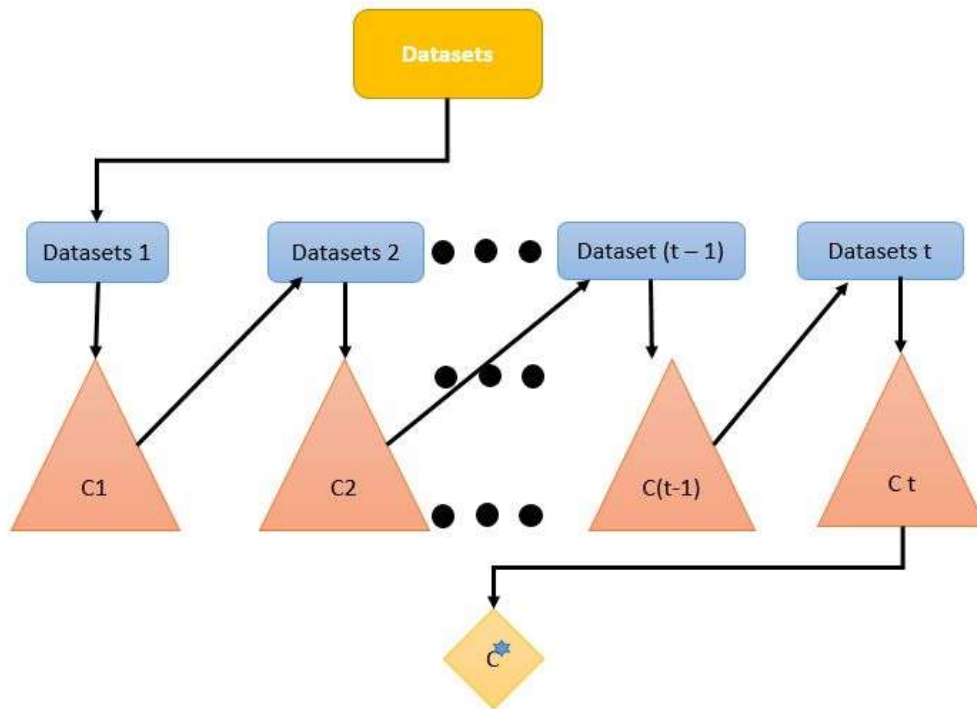 Datasets
Datasets 1
Datasets 2
Dataset (t – 1)
Datasets t
C1
C2
C(t-1)
C t
C